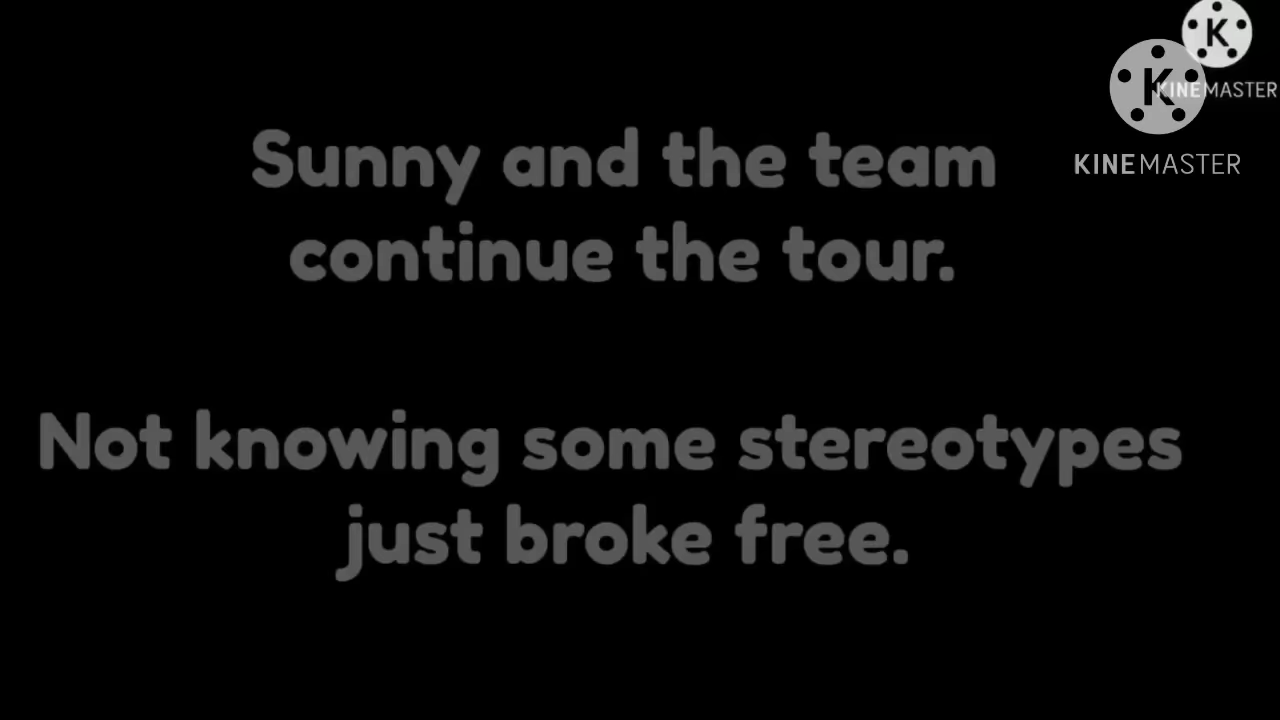 K
KINEMASTER
K
KINEMASTER
Sunny and the team
continue the tour.
Not knowing some stereotypes
just broke free.